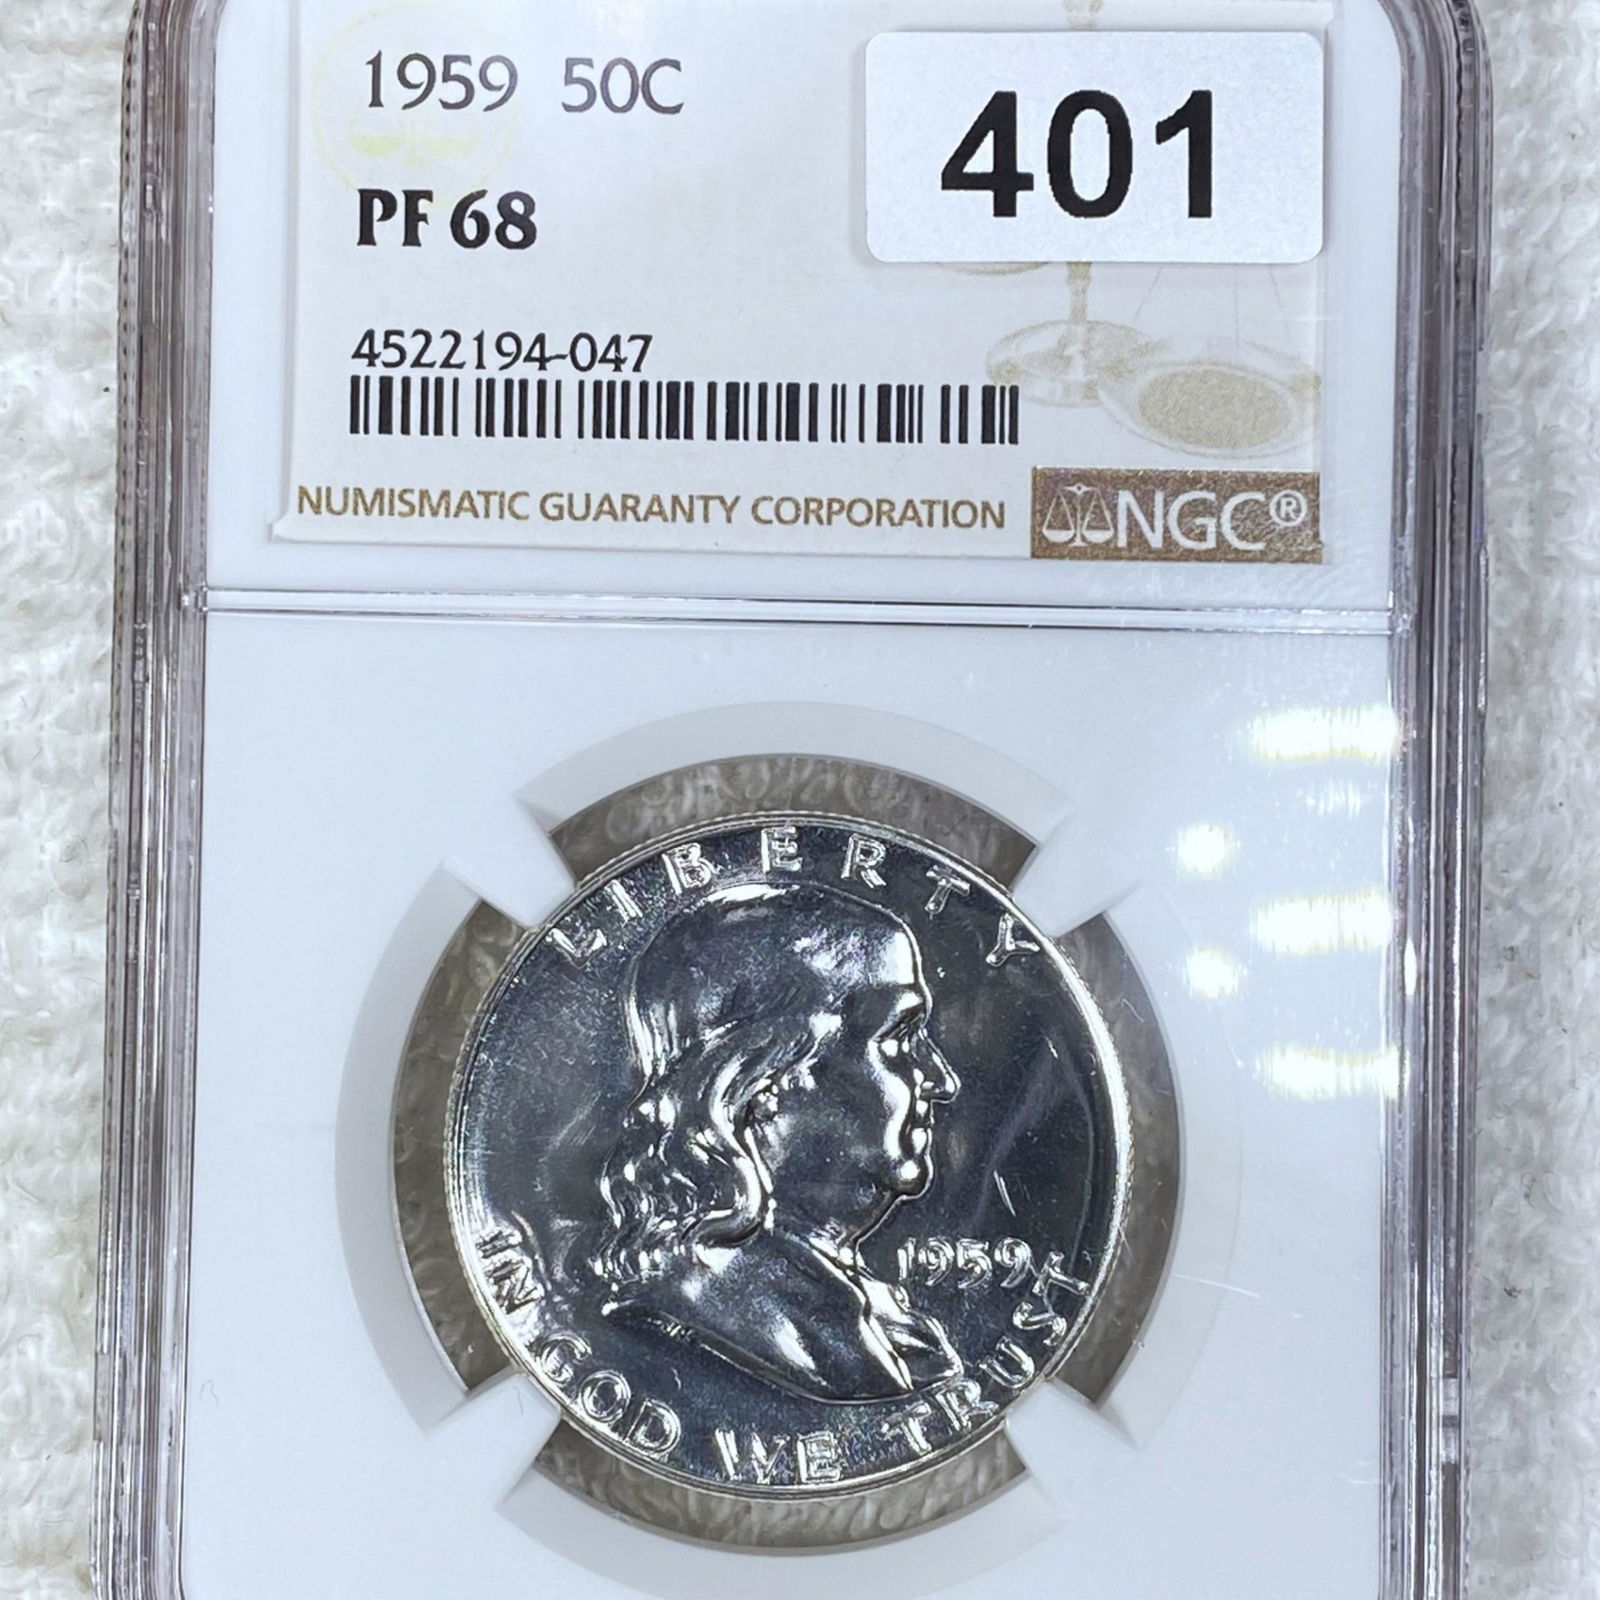 1959 50C
401
PF 68
4522194-047
NUMISMATIC GUARANTY CORPORATION
NGC®
LIBERTY
1959
IN GOD WE TRUST